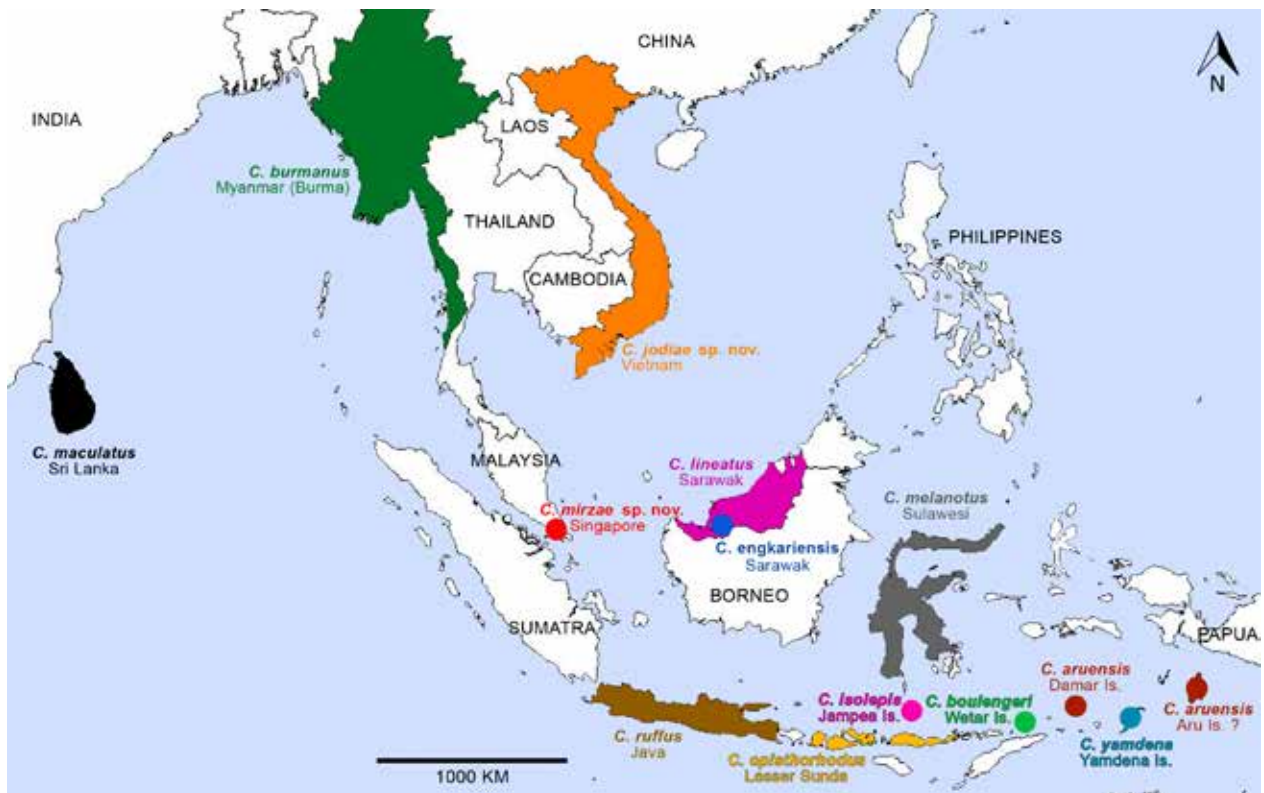 CHINA
N
INDIA
LAOS
C. burmanus
Myanmar (Burma)
THAILAND
PHILIPPINES
CAMBODIA
C. jodiae sp. nov.
Vietnam
C. maculatus
Sri Lanka
MALAYSIA
C. lineatus
Sarawak
C. melanotus
Sulawesi
C. mirzae sp. nov.
Singapore
C. engkariensis
Sarawak
BORNEO
SUMATRA
PAPUA
C. aruensis
Damar Is.
C. isolepis
Jampea Is.
C. boulengeri
Wetar Is.
C. aruensis
Aru Is. ?
C. ruffus
Java
C. opisthorhodus
Lesser Sunda
C. yamdena
Yamdena Is.
1000 KM